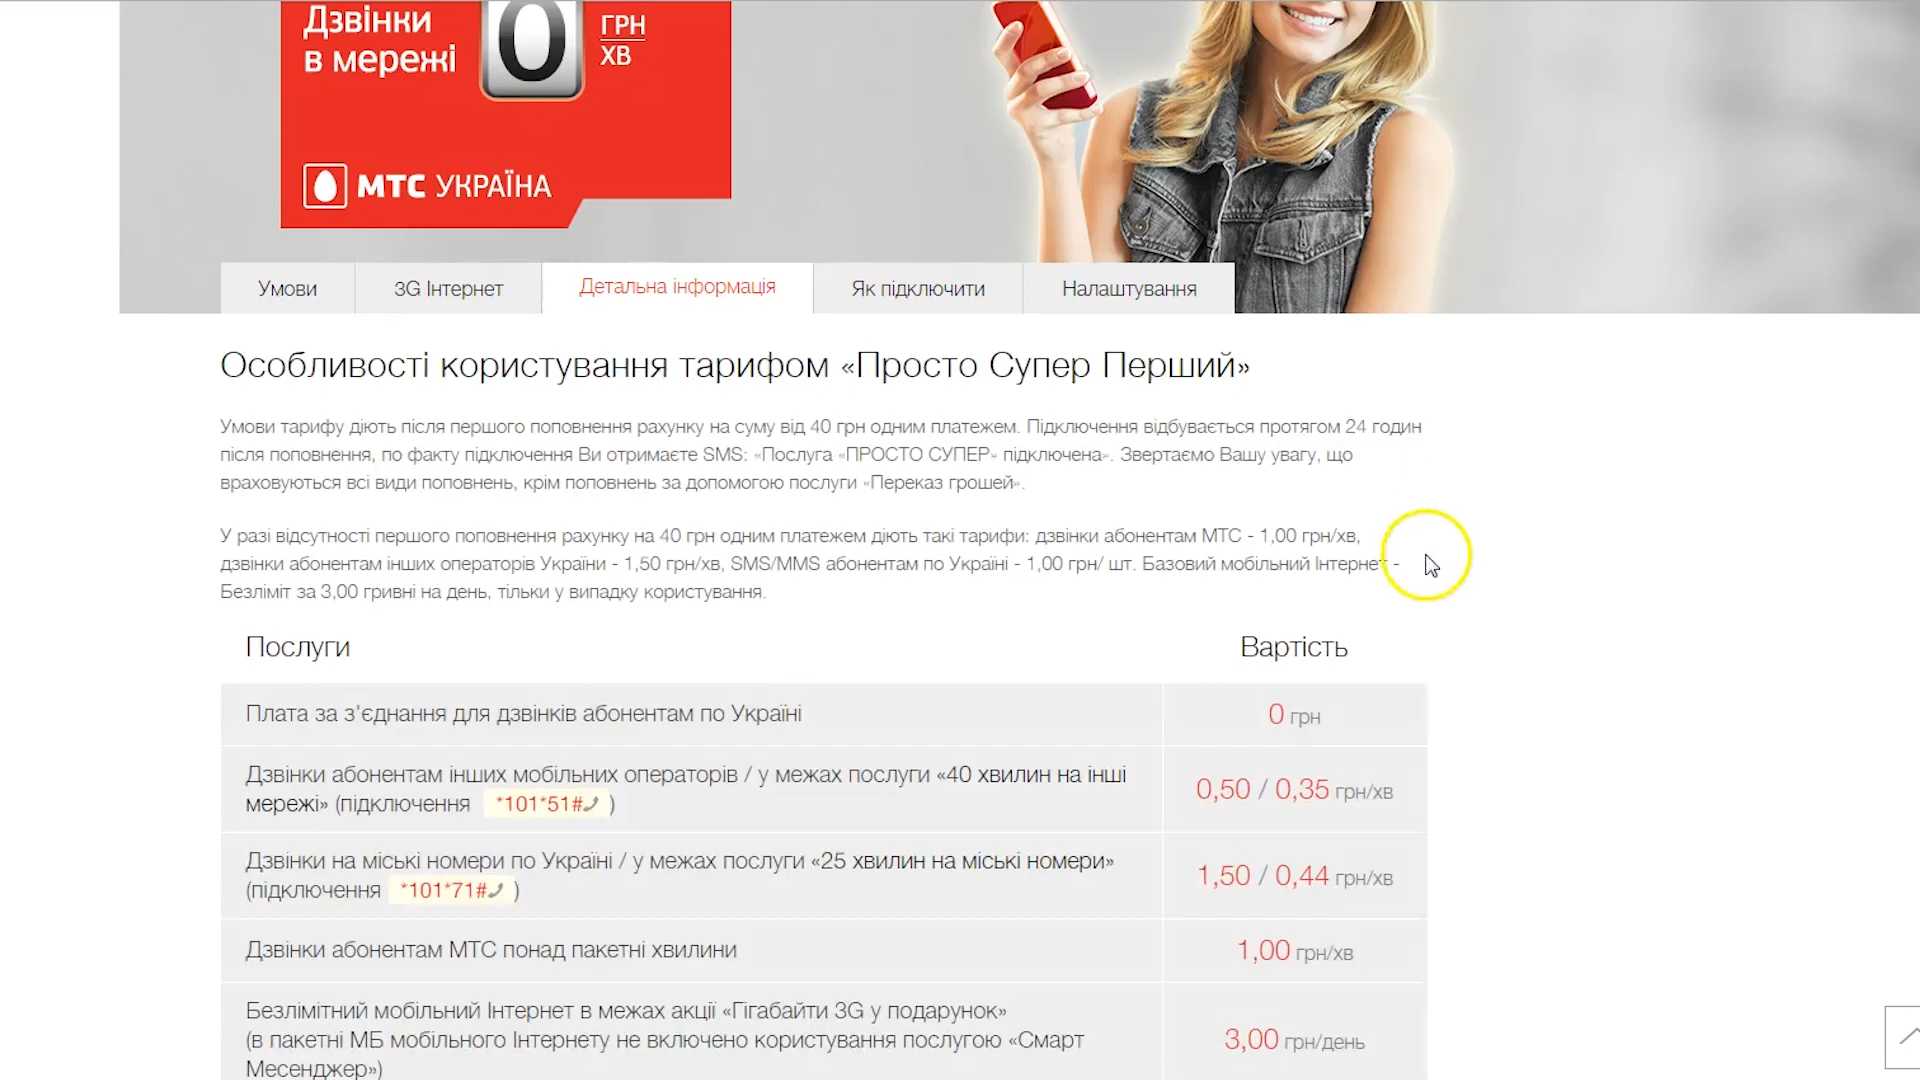 Дзвінки
в мережі
0
ГРН
ХВ
МТС УКРАЇНА
Умови
3G Інтернет
Детальна інформація
Як підключити
Налаштування
Особливості користування тарифом «Просто Супер Перший»
Умови тарифу діють після першого поповнення рахунку на суму від 40 грн одним платежем. Підключення відбувається протягом 24 годин
після поповнення, по факту підключення Ви отримаєте SMS: «Послуга «ПРОСТО СУПЕР» підключена». Звертаємо Вашу увагу, що
враховуються всі види поповнень, крім поповнень за допомогою послуги «Переказ грошей».
У разі відсутності першого поповнення рахунку на 40 грн одним платежем діють такі тарифи: дзвінки абонентам МТС - 1,00 грн/хв,
дзвінки абонентам інших операторів України - 1,50 грн/хв, SMS/MMS абонентам по Україні - 1,00 грн/ шт. Базовий мобільний Інтернет -
Безліміт за 3,00 гривні на день, тільки у випадку користування.
Послуги
Вартість
Плата за з'єднання для дзвінків абонентам по Україні
0 грн
Дзвінки абонентам інших мобільних операторів / у межах послуги «40 хвилин на інші
мережі» (підключення *101*51#)
0,50 / 0,35 грн/хв
Дзвінки на міські номери по Україні / у межах послуги «25 хвилин на міські номери»
(підключення *101*71#)
1,50 / 0,44 грн/хв
Дзвінки абонентам МТС понад пакетні хвилини
1,00 грн/хв
Безлімітний мобільний Інтернет в межах акції «Гігабайти 3G у подарунок»
(в пакетні МБ мобільного Інтернету не включено користування послугою «Смарт
Месенджер»)
3,00 грн/день